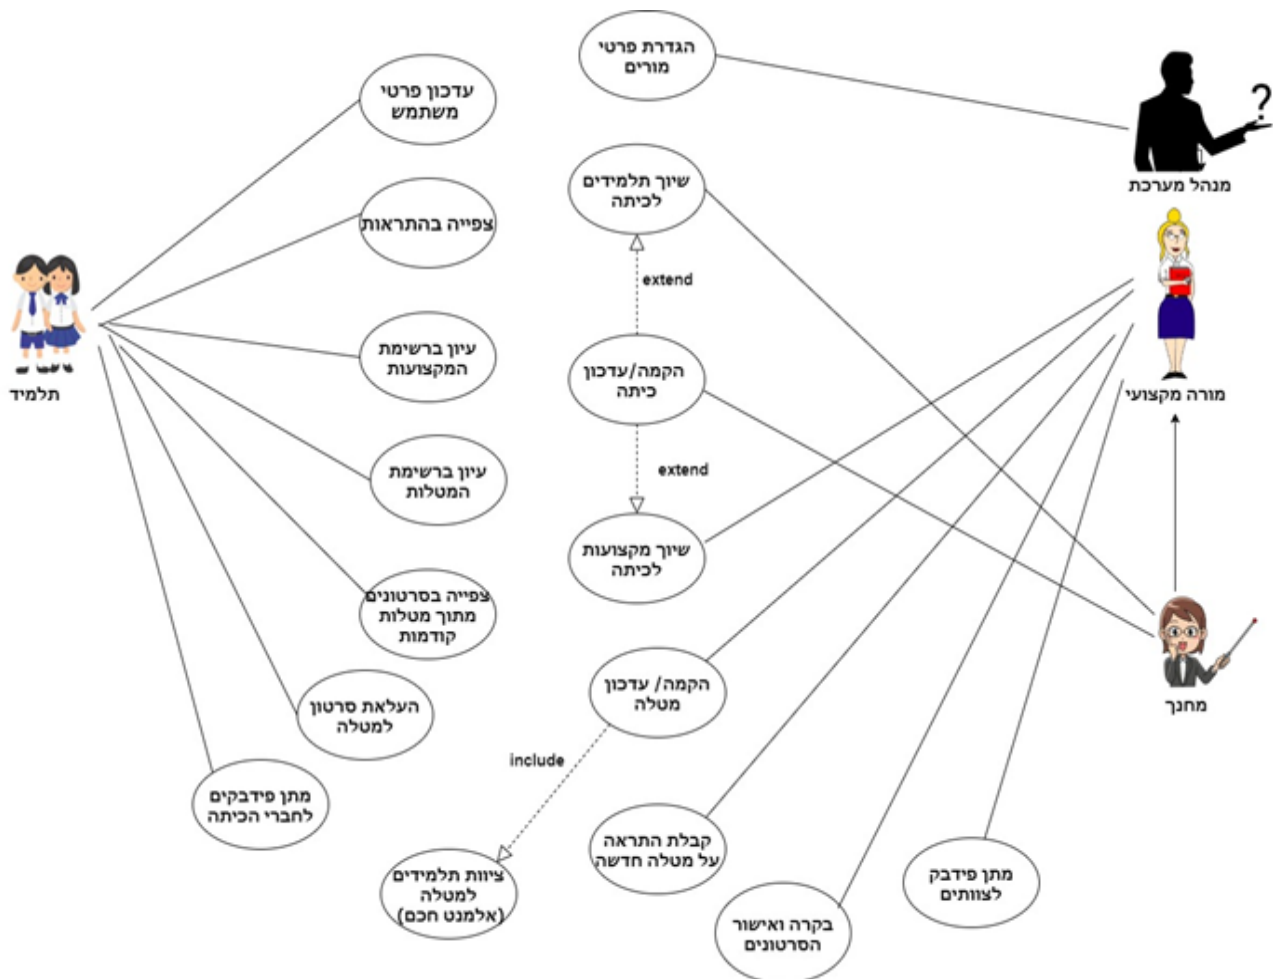 הגדרת פרטי
מורים
עדכון פרטי
משתמש
?
שיוך תלמידים
לכיתה
מנהל מערכת
צפייה בהתראות
extend
עיון ברשימת
המקצועות
הקמה/עדכון
כיתה
תלמיד
מורה מקצועי
עיון ברשימת
המטלות
extend
שיוך מקצועות
לכיתה
צפייה בסרטונים
מתוך מטלות
קודמות
הקמה/ עדכון
מטלה
העלאת סרטון
למטלה
מחנך
include
מתן פידבקים
לחברי הכיתה
קבלת התראה
על מטלה חדשה
ציוות תלמידים
למטלה
(אלמנט חכם)
מתן פידבק
לצוותים
בקרה ואישור
הסרטונים